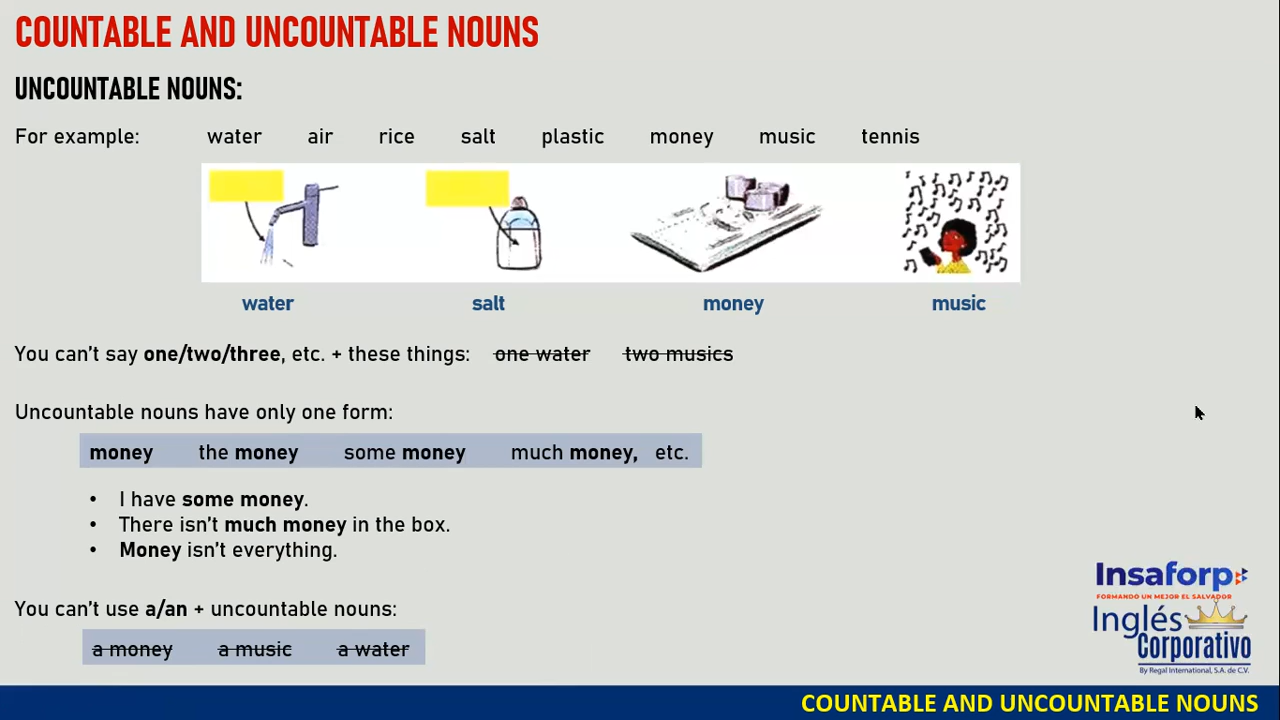 COUNTABLE AND UNCOUNTABLE NOUNS
UNCOUNTABLE NOUNS:
For example: water air rice salt plastic money music tennis
water salt money music
You can't say one/two/three, etc. + these things: one water two musics
Uncountable nouns have only one form:
money the money some money much money, etc.
• I have some money.
• There isn't much money in the box.
• Money isn't everything.
You can't use a/an + uncountable nouns:
a money a music a water
Insaforp
FORMANDO UN MEJOR EL SALVADOR
Inglés
Corporativo
By Regal International, S.A. de C.V.
COUNTABLE AND UNCOUNTABLE NOUNS